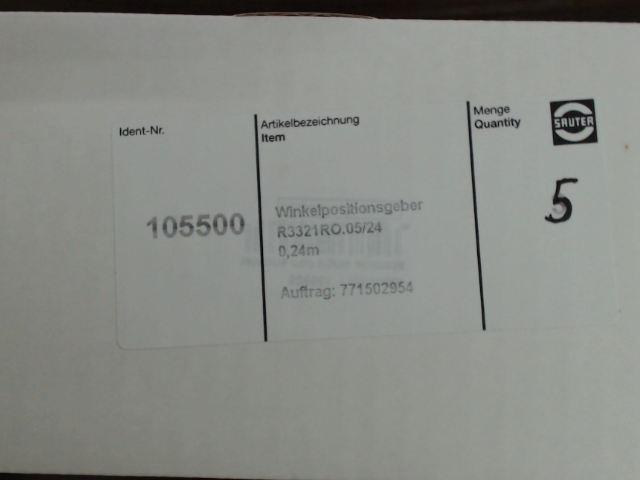 Ident-Nr.
105500
Artikelbezeichnung
Item
Winkelpositionsgeber
R3321RO.05/24
0,24m
Auftrag: 771502954
Menge
Quantity
SAUTER
5